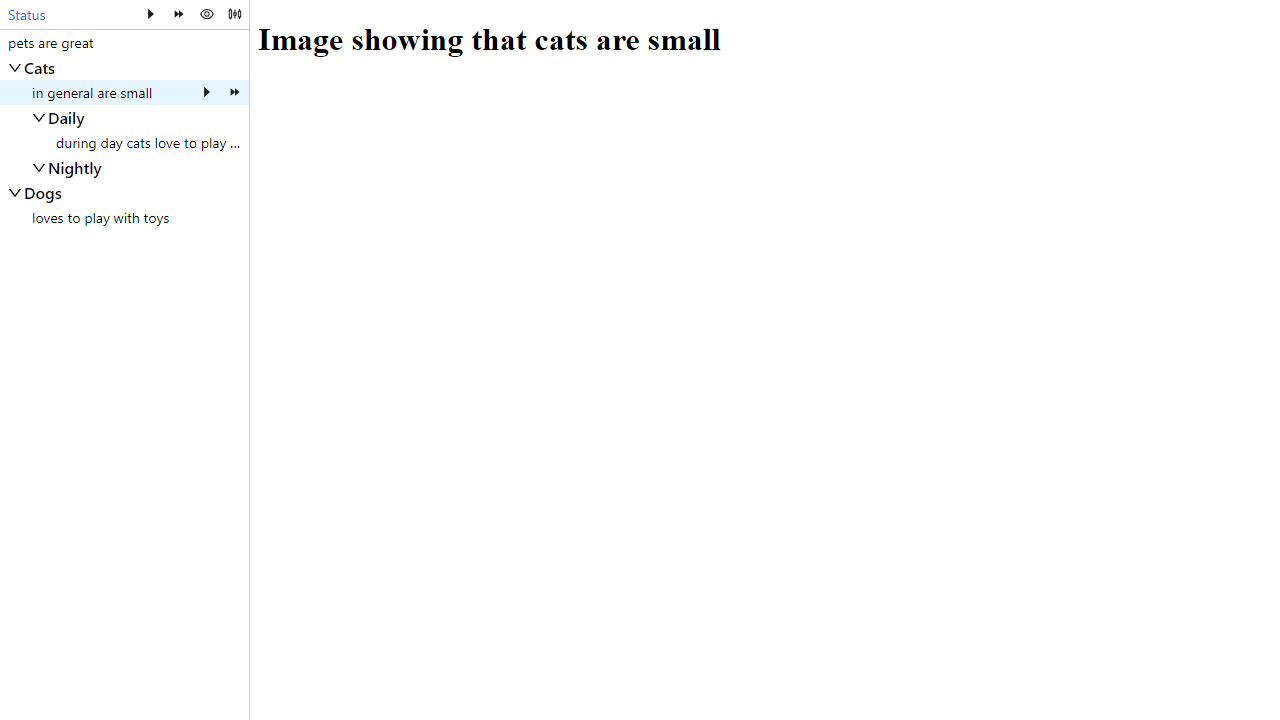 Status
pets are great
Cats
in general are small
Daily
during day cats love to play ...
Nightly
Dogs
loves to play with toys
Image showing that cats are small